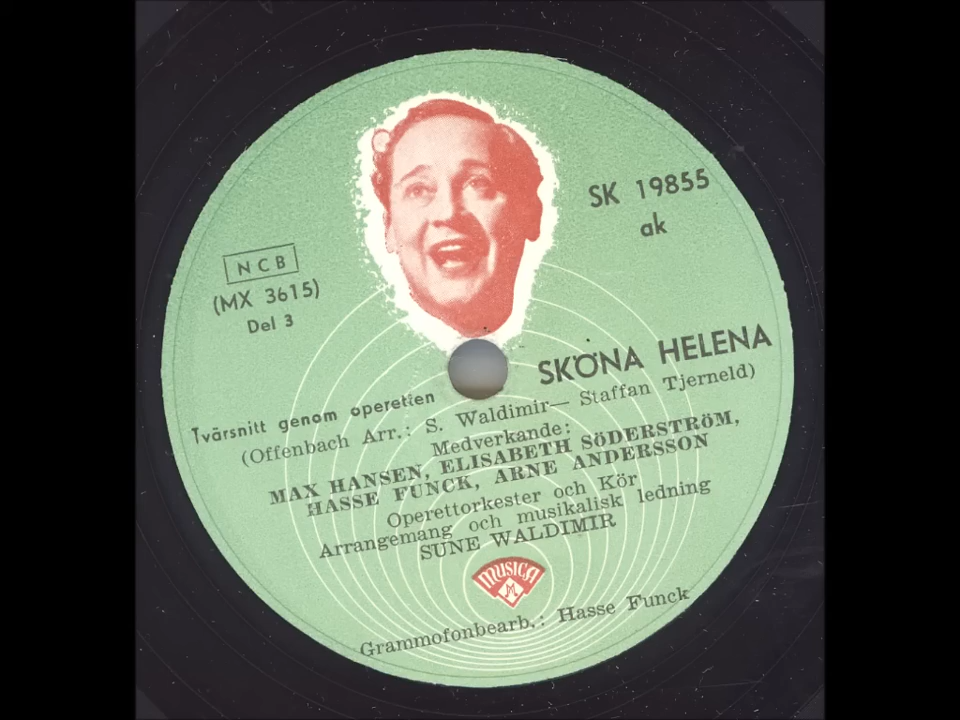 SK 19855
ak
NCB
(MX 3615)
Del 3
SKÖNA HELENA
Tvärsnitt genom operetten
(Offenbach Arr.: S. Waldimir— Staffan Tjerneld)
Medverkande:
MAX HANSEN, ELISABETH SÖDERSTRÖM,
HASSE FUNCK, ARNE ANDERSSON
Operettorkester och Kör
Arrangemang och musikalisk ledning
SUNE WALDIMIR
MUSICA
M
Grammofonbearb.: Hasse Funck